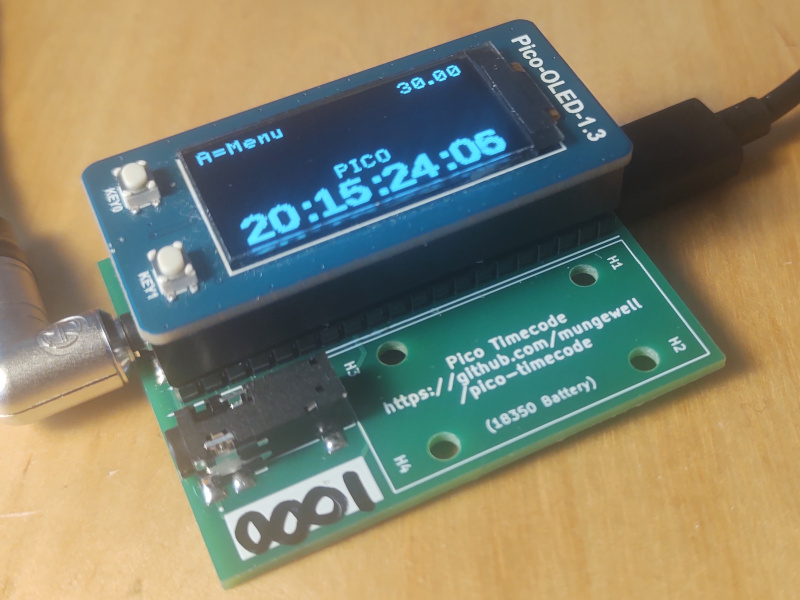 Pico-OLED-1.3
30.00
A=Menu
PICO
20:15:24:06
KEY0
KEY1
H1
H2
H3
H4
Pico Timecode
https://github.com/mungewell
/pico-timecode
(18350 Battery)
0001